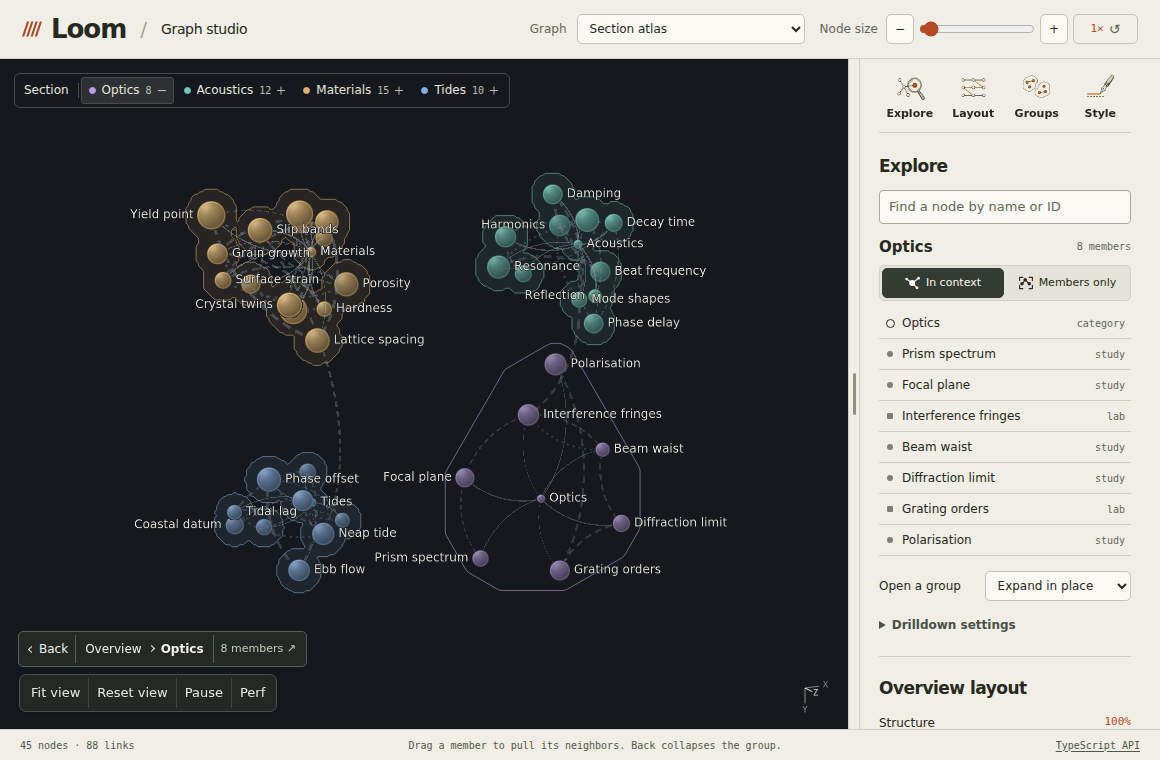 Loom / Graph studio
Graph Section atlas Node size − + 1× ↺
Section Optics 8 − Acoustics 12 + Materials 15 + Tides 10 +
Explore Layout Groups Style
Explore
Find a node by name or ID
Optics 8 members
In context Members only
Optics category
Prism spectrum study
Focal plane study
Interference fringes lab
Beam waist study
Diffraction limit study
Grating orders lab
Polarisation study
Open a group Expand in place
Drilldown settings
Overview layout
Structure 100%
Yield point
Slip bands
Grain growth
Materials
Surface strain
Porosity
Crystal twins
Hardness
Lattice spacing
Damping
Harmonics
Decay time
Acoustics
Resonance
Beat frequency
Reflection
Mode shapes
Phase delay
Polarisation
Interference fringes
Beam waist
Focal plane
Optics
Diffraction limit
Prism spectrum
Grating orders
Phase offset
Tidal lag
Tides
Coastal datum
Neap tide
Ebb flow
‹ Back Overview › Optics 8 members ↗
Fit view Reset view Pause Perf
X
Z
Y
45 nodes · 88 links
Drag a member to pull its neighbors. Back collapses the group.
TypeScript API